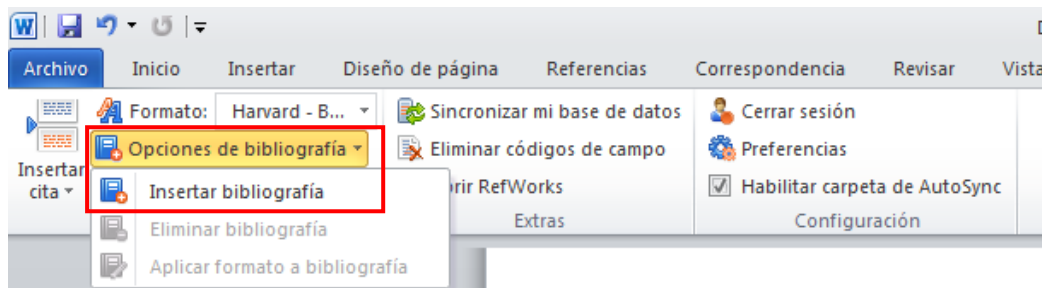 Archivo Inicio Insertar Diseño de página Referencias Correspondencia Revisar Vista
Insertar cita
Formato: Harvard - B...
Opciones de bibliografía
Insertar bibliografía
Eliminar bibliografía
Aplicar formato a bibliografía
Sincronizar mi base de datos
Eliminar códigos de campo
RefWorks
Extras
Cerrar sesión
Preferencias
Habilitar carpeta de AutoSync
Configuración